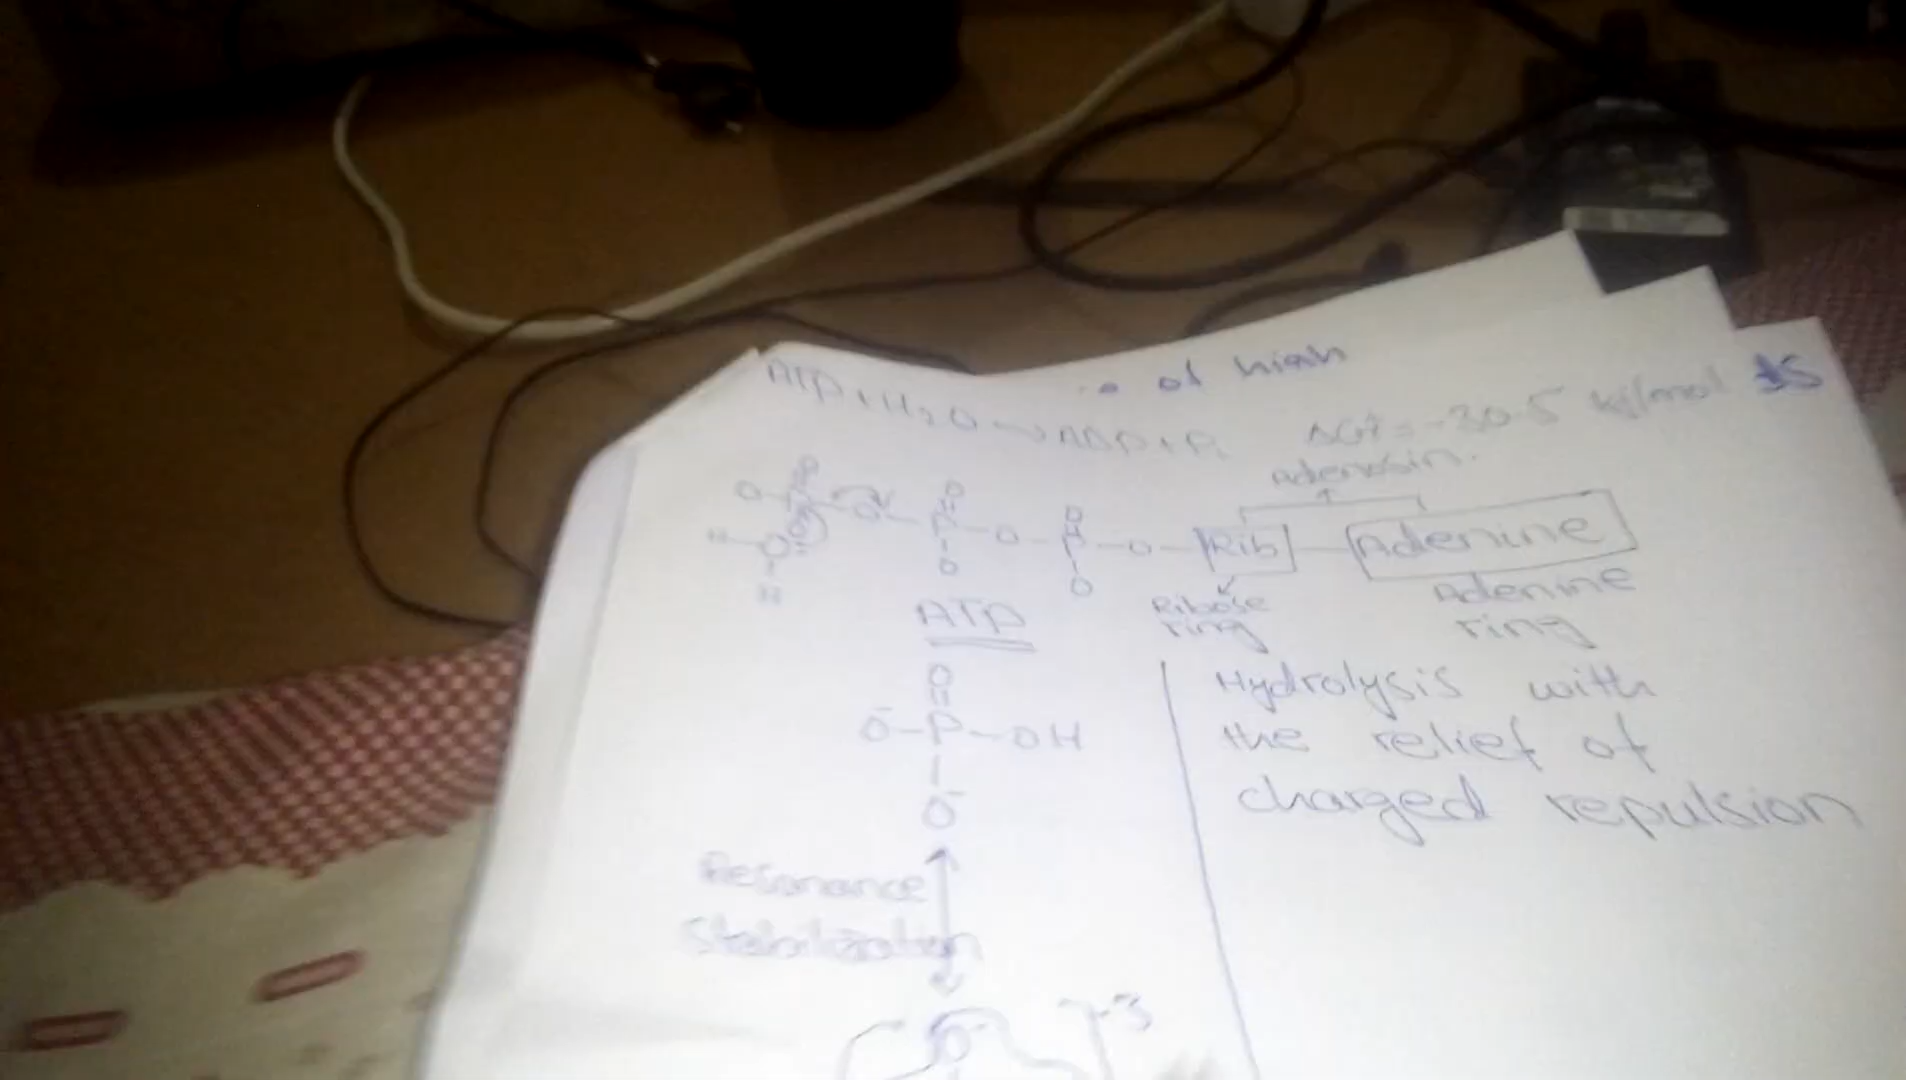 of high
ATP + H2O → ADP + Pi ΔG°= -30.5 kJ/mol
Adenosin.
O O O O
O P O P O P O Rib Adenine
H O O O
H
ATP
Ribose ring
Adenine ring
O
O⁻-P-OH
O⁻
Hydrolysis with
the relief of
charged repulsion
Resonance
Stabilization
-3
O⁻